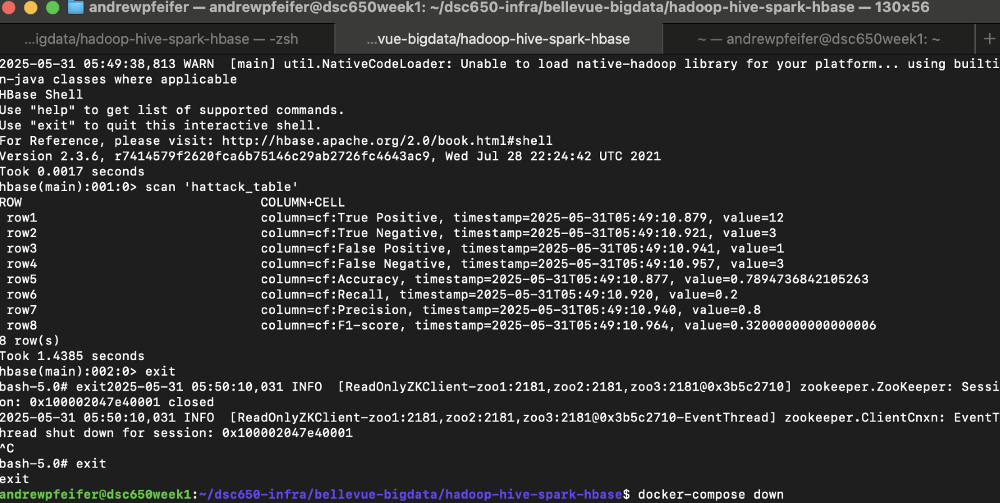 andrewpfeifer — andrewpfeifer@dsc650week1: ~/dsc650-infra/bellevue-bigdata/hadoop-hive-spark-hbase — 130×56
...igdata/hadoop-hive-spark-hbase — -zsh
...vue-bigdata/hadoop-hive-spark-hbase
~ — andrewpfeifer@dsc650week1: ~
+
2025-05-31 05:49:38,813 WARN  [main] util.NativeCodeLoader: Unable to load native-hadoop library for your platform... using builti
n-java classes where applicable
HBase Shell
Use "help" to get list of supported commands.
Use "exit" to quit this interactive shell.
For Reference, please visit: http://hbase.apache.org/2.0/book.html#shell
Version 2.3.6, r7414579f2620fca6b75146c29ab2726fc4643ac9, Wed Jul 28 22:24:42 UTC 2021
Took 0.0017 seconds
hbase(main):001:0> scan 'hattack_table'
ROW                               COLUMN+CELL
 row1                             column=cf:True Positive, timestamp=2025-05-31T05:49:10.879, value=12
 row2                             column=cf:True Negative, timestamp=2025-05-31T05:49:10.921, value=3
 row3                             column=cf:False Positive, timestamp=2025-05-31T05:49:10.941, value=1
 row4                             column=cf:False Negative, timestamp=2025-05-31T05:49:10.957, value=3
 row5                             column=cf:Accuracy, timestamp=2025-05-31T05:49:10.877, value=0.7894736842105263
 row6                             column=cf:Recall, timestamp=2025-05-31T05:49:10.920, value=0.2
 row7                             column=cf:Precision, timestamp=2025-05-31T05:49:10.940, value=0.8
 row8                             column=cf:F1-score, timestamp=2025-05-31T05:49:10.964, value=0.32000000000000006
8 row(s)
Took 1.4385 seconds
hbase(main):002:0> exit
bash-5.0# exit2025-05-31 05:50:10,031 INFO  [ReadOnlyZKClient-zoo1:2181,zoo2:2181,zoo3:2181@0x3b5c2710] zookeeper.ZooKeeper: Sessi
on: 0x100002047e40001 closed
2025-05-31 05:50:10,031 INFO  [ReadOnlyZKClient-zoo1:2181,zoo2:2181,zoo3:2181@0x3b5c2710-EventThread] zookeeper.ClientCnxn: EventT
hread shut down for session: 0x100002047e40001
^C
bash-5.0# exit
exit
andrewpfeifer@dsc650week1:~/dsc650-infra/bellevue-bigdata/hadoop-hive-spark-hbase$ docker-compose down